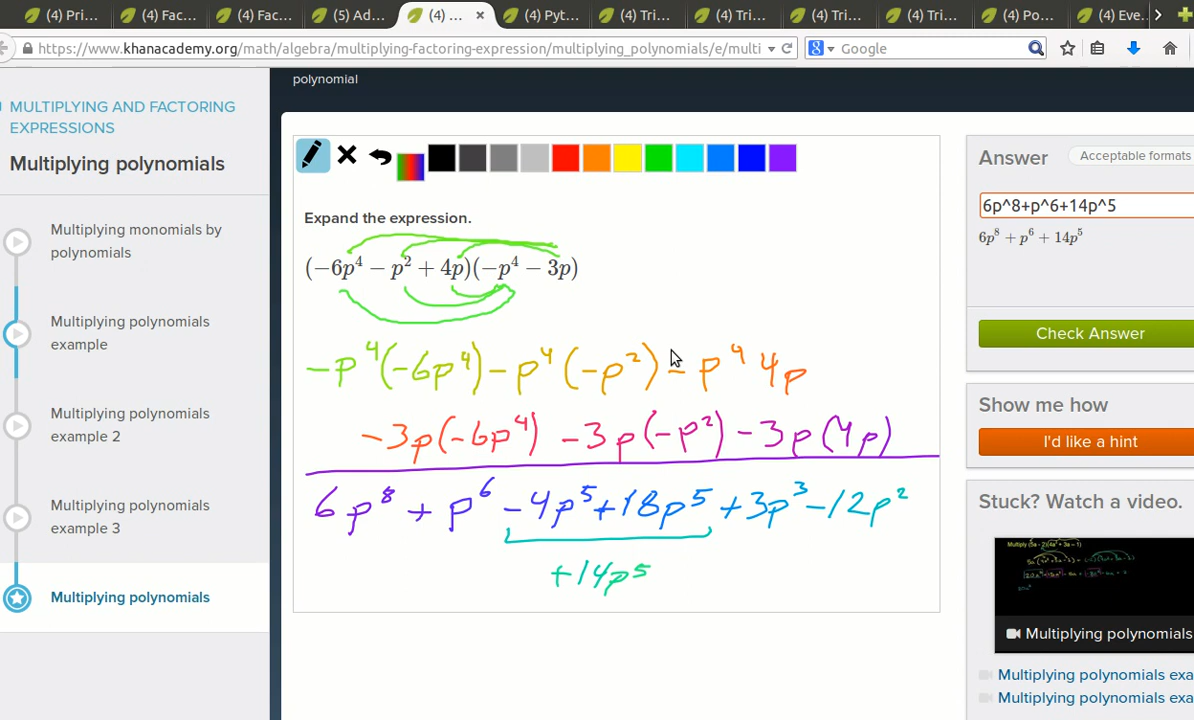 (4) Pri... (4) Fac... (4) Fac... (5) Ad... (4) ... × (4) Pyt... (4) Tri... (4) Tri... (4) Tri... (4) Tri... (4) Po... (4) Eve...
https://www.khanacademy.org/math/algebra/multiplying-factoring-expression/multiplying_polynomials/e/multi Google
polynomial
MULTIPLYING AND FACTORING
EXPRESSIONS
Multiplying polynomials
Multiplying monomials by
polynomials
Multiplying polynomials
example
Multiplying polynomials
example 2
Multiplying polynomials
example 3
Multiplying polynomials
Expand the expression.
(−6p⁴ − p² + 4p)(−p⁴ − 3p)
−p⁴(−6p⁴) − p⁴(−p²) − p⁴ 4p
−3p(−6p⁴) −3p(−p²) −3p(4p)
6p⁸ + p⁶ −4p⁵ +18p⁵ +3p³ −12p²
+14p⁵
Answer
Acceptable formats
6p^8+p^6+14p^5
6p⁸ + p⁶ + 14p⁵
Check Answer
Show me how
I'd like a hint
Stuck? Watch a video.
Multiplying polynomials
Multiplying polynomials exa
Multiplying polynomials exa